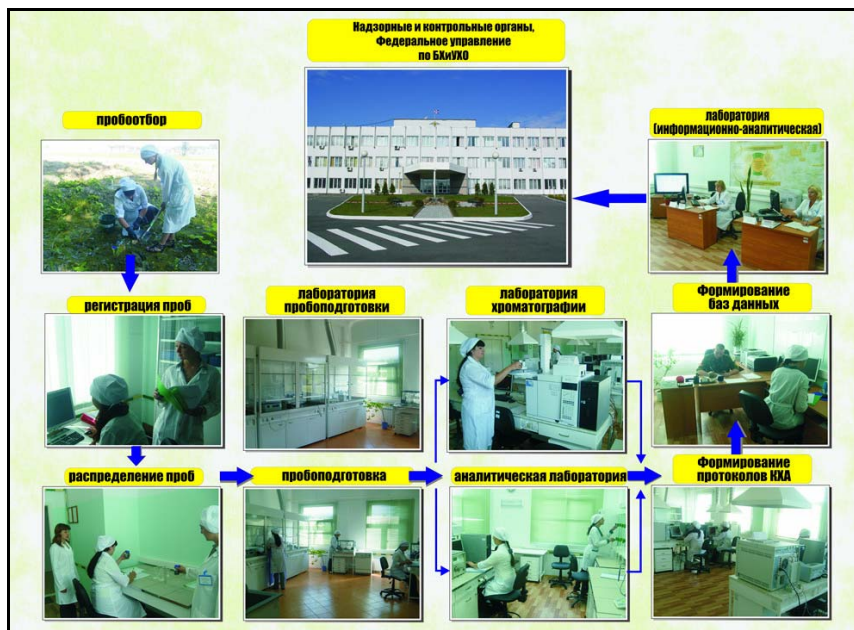 Надзорные и контрольные органы,
Федеральное управление
по БХиУХО
пробоотбор
лаборатория
(информационно-аналитическая)
регистрация проб
лаборатория
пробоподготовки
лаборатория
хроматографии
Формирование
баз данных
распределение проб
пробоподготовка
аналитическая лаборатория
Формирование
протоколов КХА